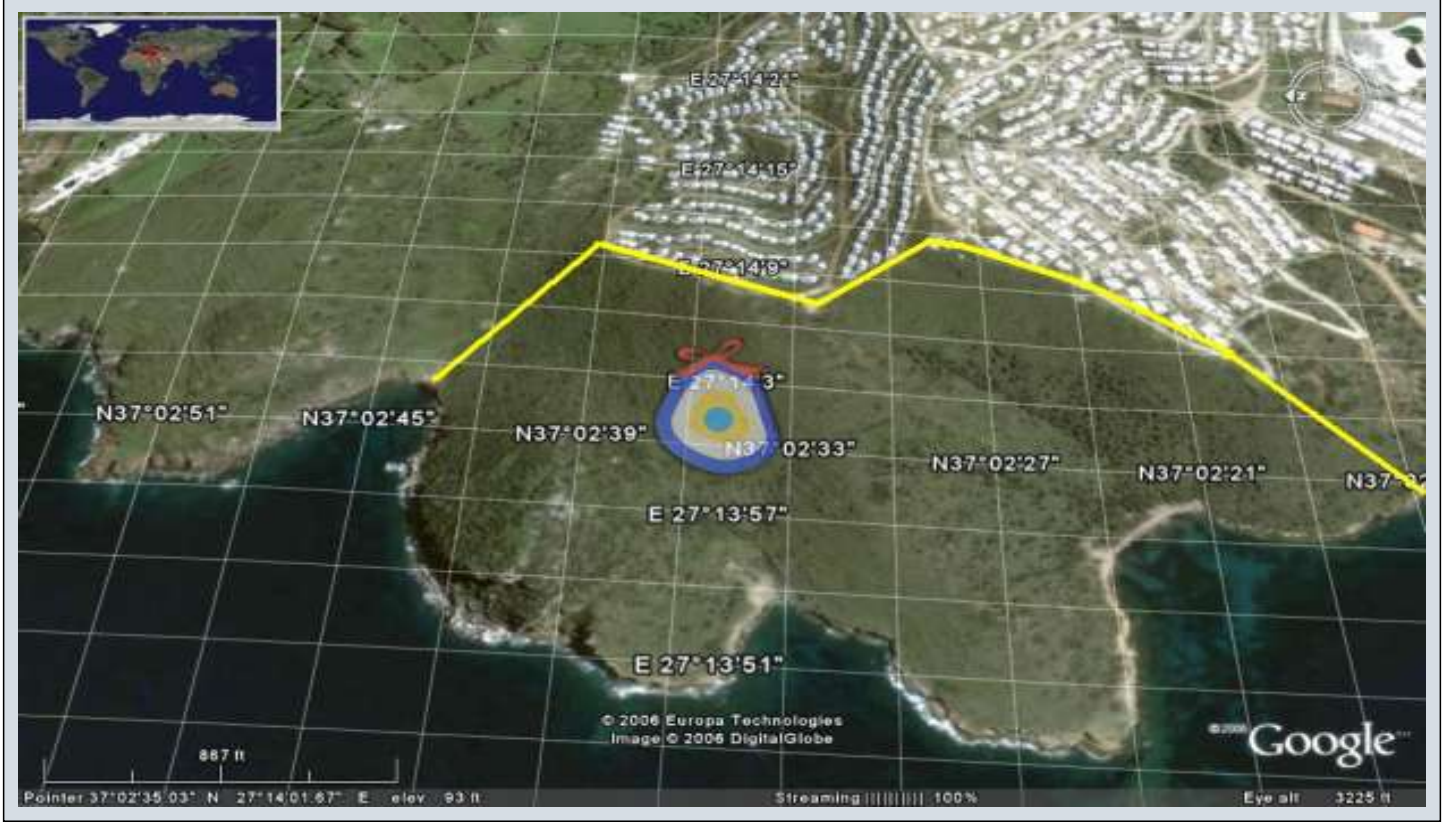 E 27°14'21"
E 27°14'15"
E 27°14'9"
E 27°14'3"
N37°02'51"
N37°02'45"
N37°02'39"
N37°02'33"
N37°02'27"
N37°02'21"
E 27°13'57"
E 27°13'51"
© 2006 Europa Technologies
Image © 2006 DigitalGlobe
Google
867 ft
Pointer 37°02'35.03" N 27°14'01.67" E elev 93 ft
Streaming |||||||||| 100%
Eye alt 3225 ft